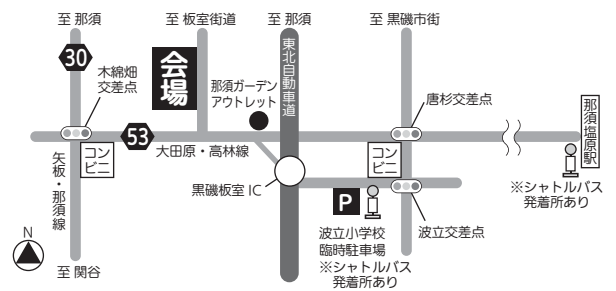 至 那須
至 板室街道
至 那須
至 黒磯市街
30
木綿畑
交差点
会場
那須ガーデン
アウトレット
東北自動車道
唐杉交差点
那須塩原駅
53
コン
ビニ
大田原・高林線
コン
ビニ
矢板・那須線
黒磯板室 IC
P
※シャトルバス
発着所あり
N
波立小学校
臨時駐車場
※シャトルバス
発着所あり
波立交差点
至 関谷